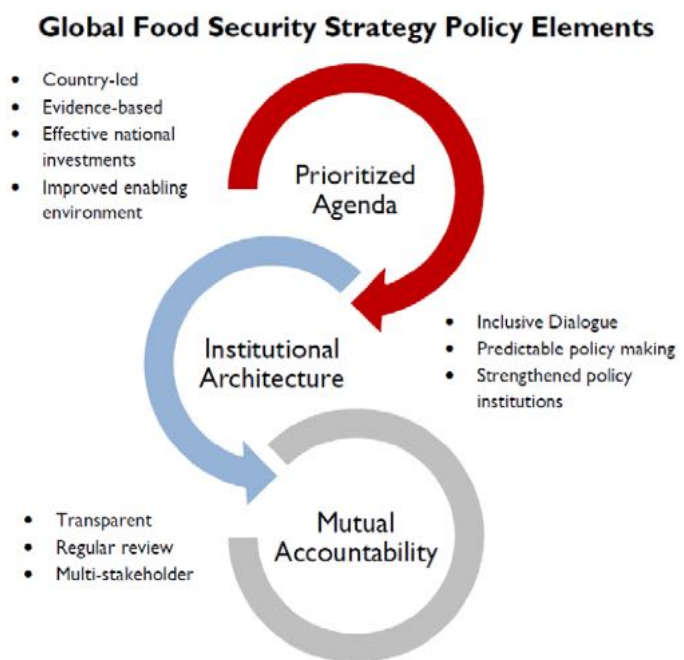 Global Food Security Strategy Policy Elements
• Country-led
• Evidence-based
• Effective national
investments
• Improved enabling
environment
Prioritized
Agenda
Institutional
Architecture
• Inclusive Dialogue
• Predictable policy making
• Strengthened policy
institutions
• Transparent
• Regular review
• Multi-stakeholder
Mutual
Accountability